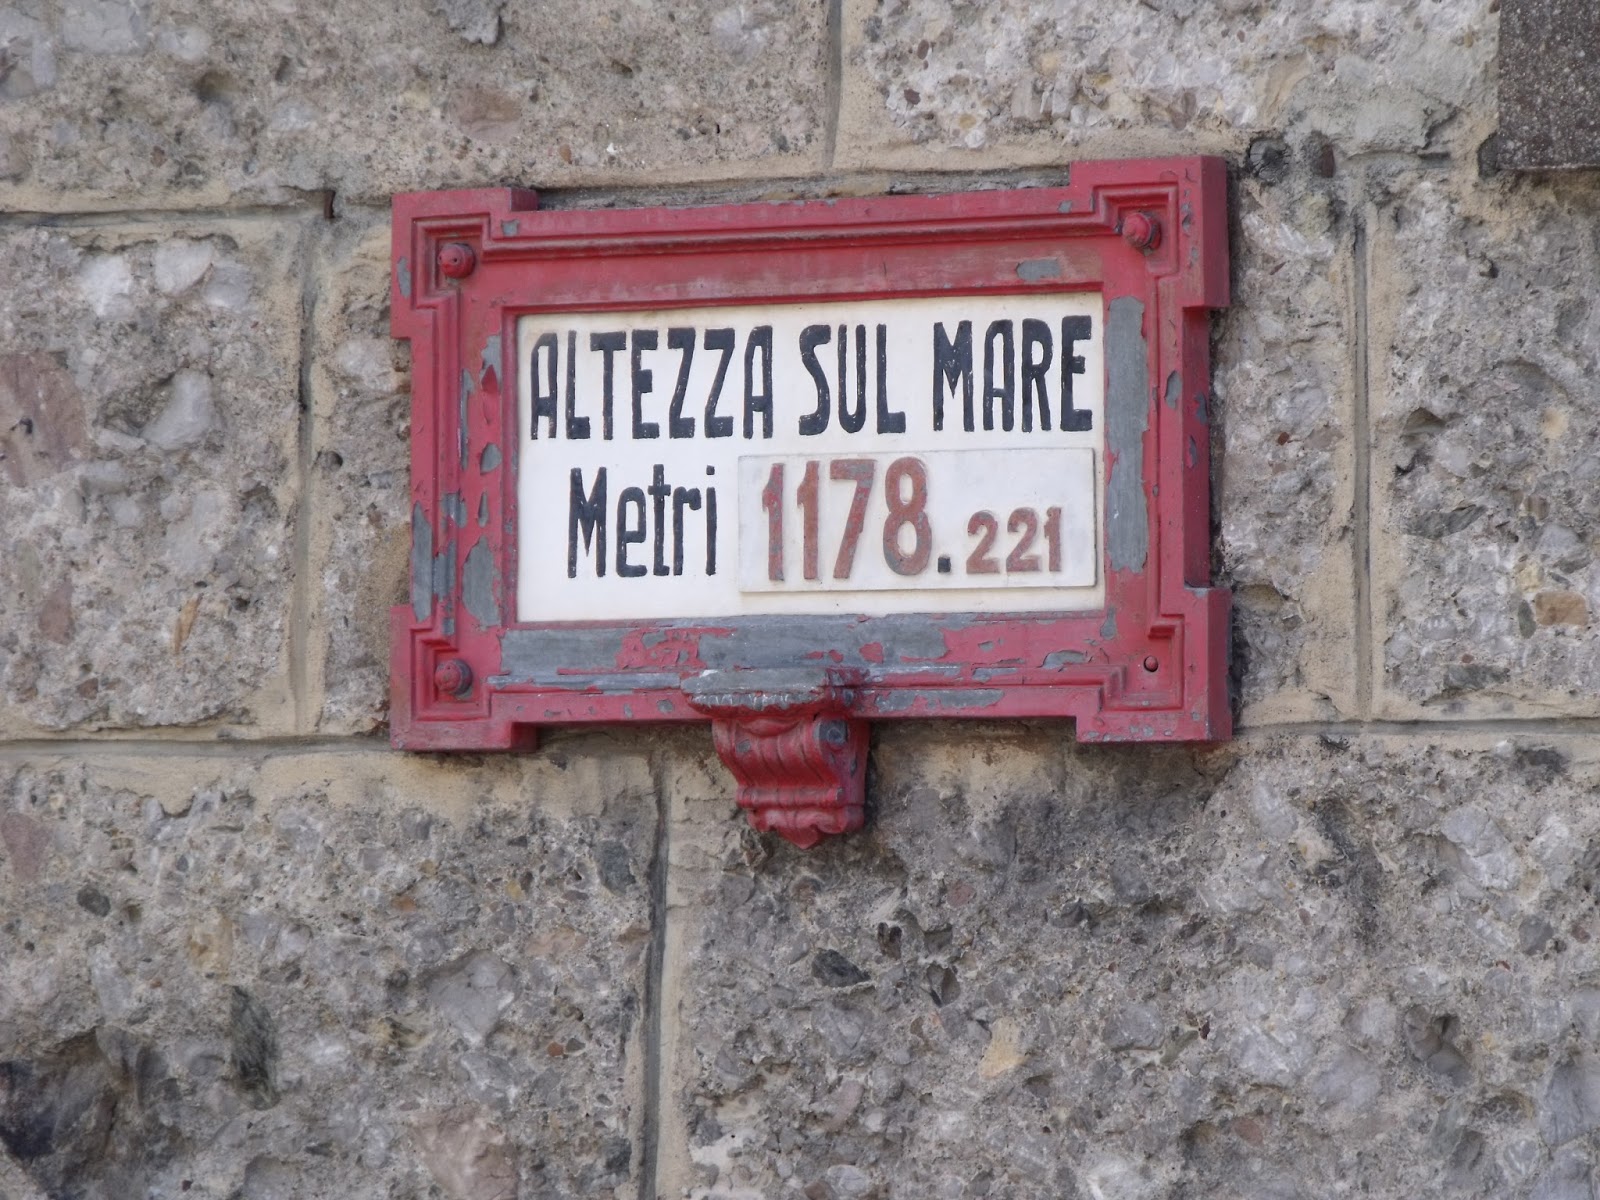 ALTEZZA SUL MARE
Metri 1178.221